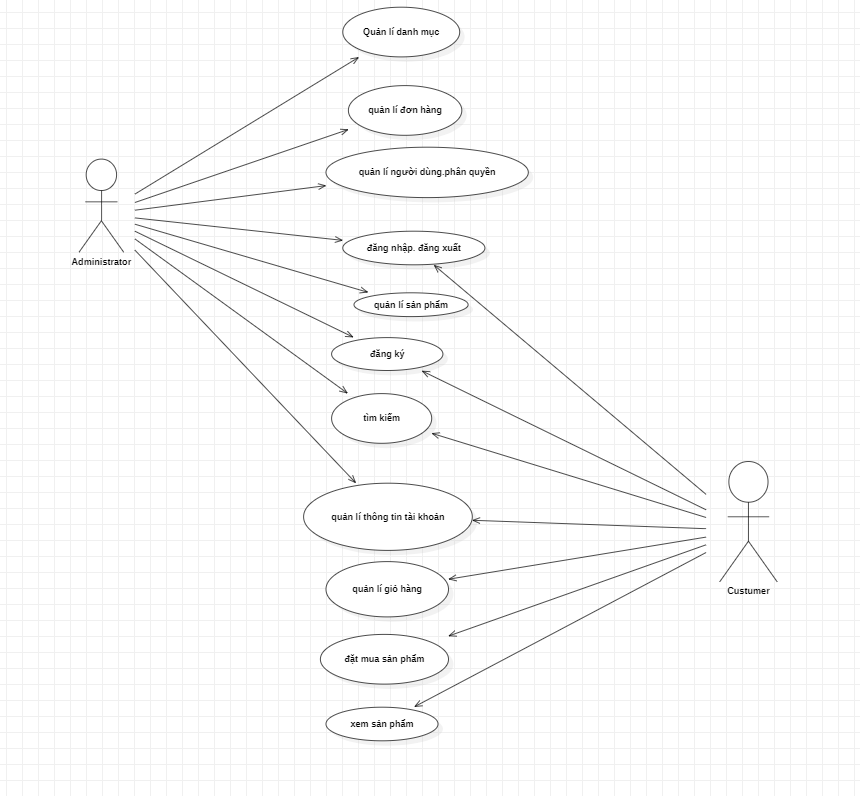 Quản lí danh mục
quản lí đơn hàng
quản lí người dùng.phân quyền
Administrator
đăng nhập. đăng xuất
quản lí sản phẩm
đăng ký
tìm kiếm
quản lí thông tin tài khoản
quản lí giỏ hàng
Custumer
đặt mua sản phẩm
xem sản phẩm